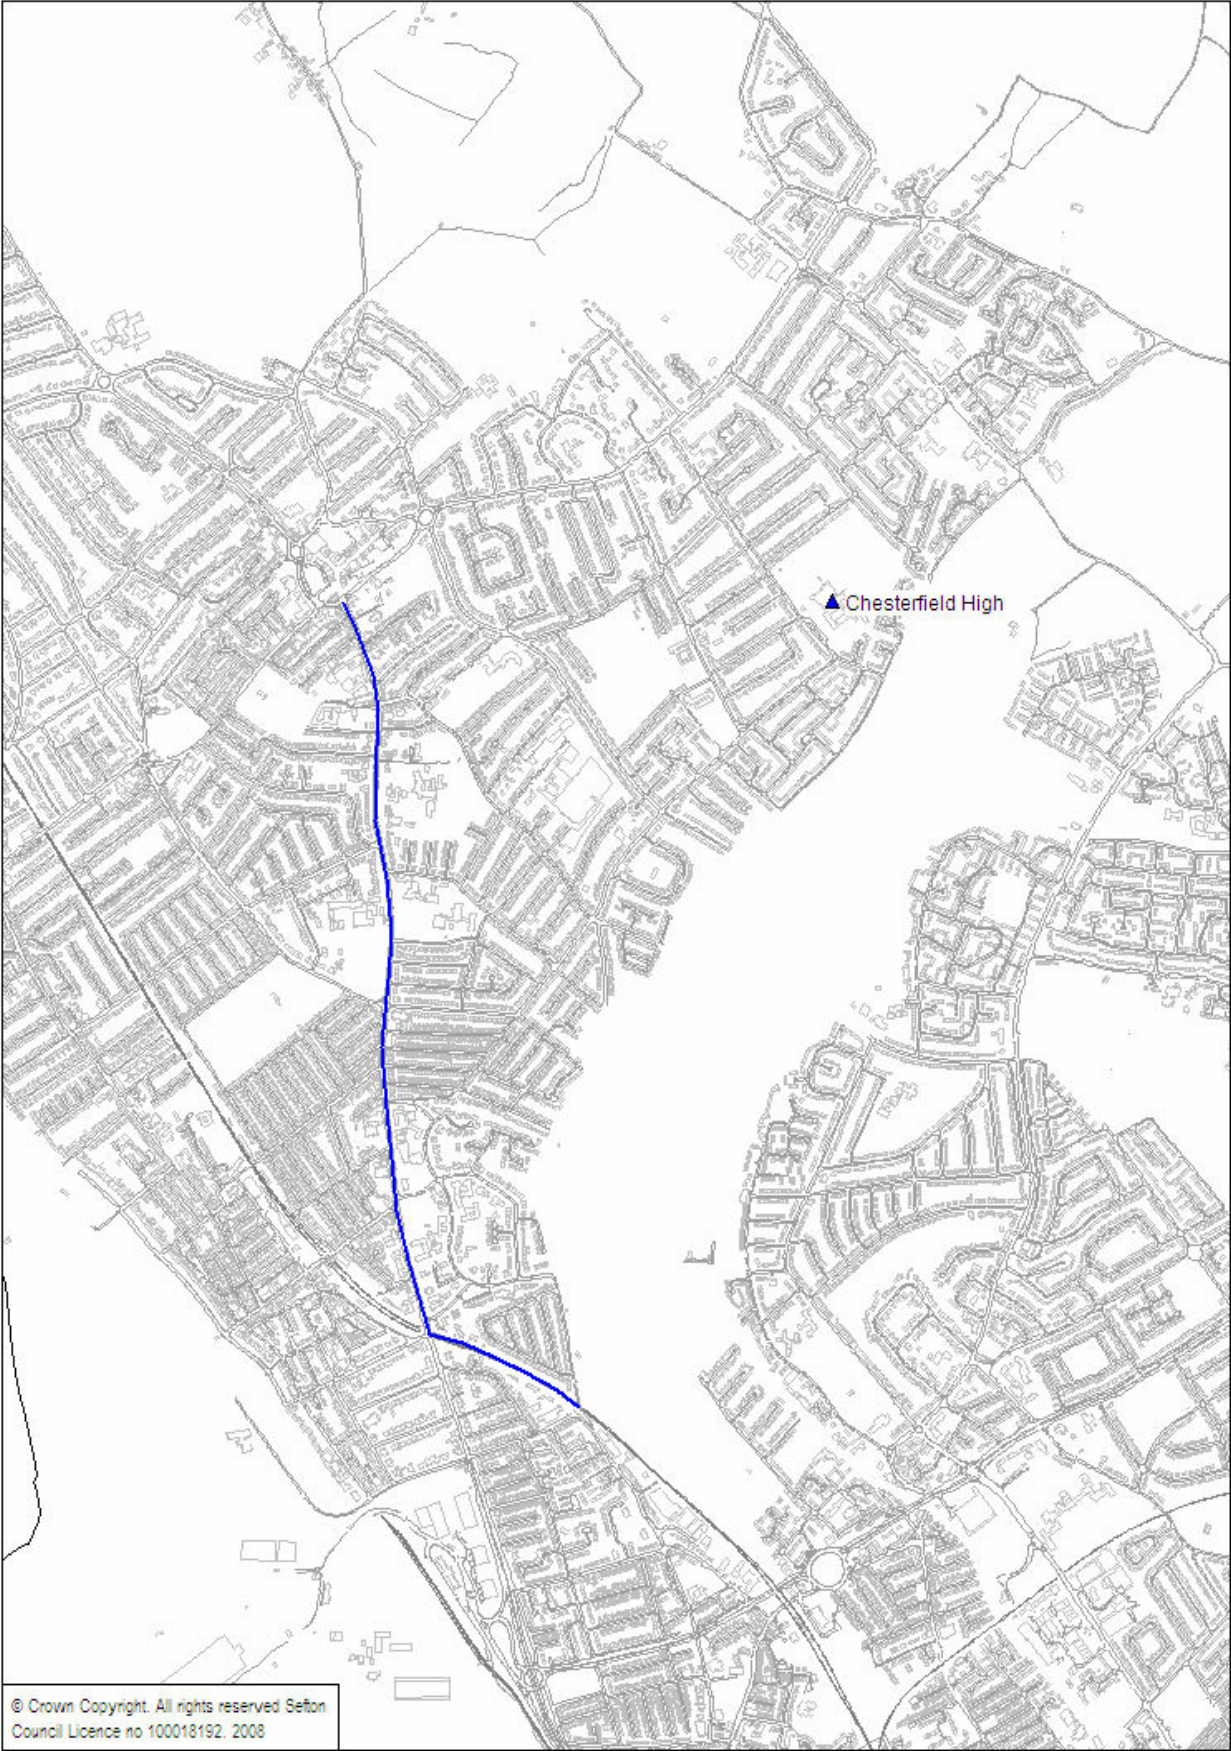 Chesterfield High
© Crown Copyright. All rights reserved Sefton
Council Licence no 100018192. 2008